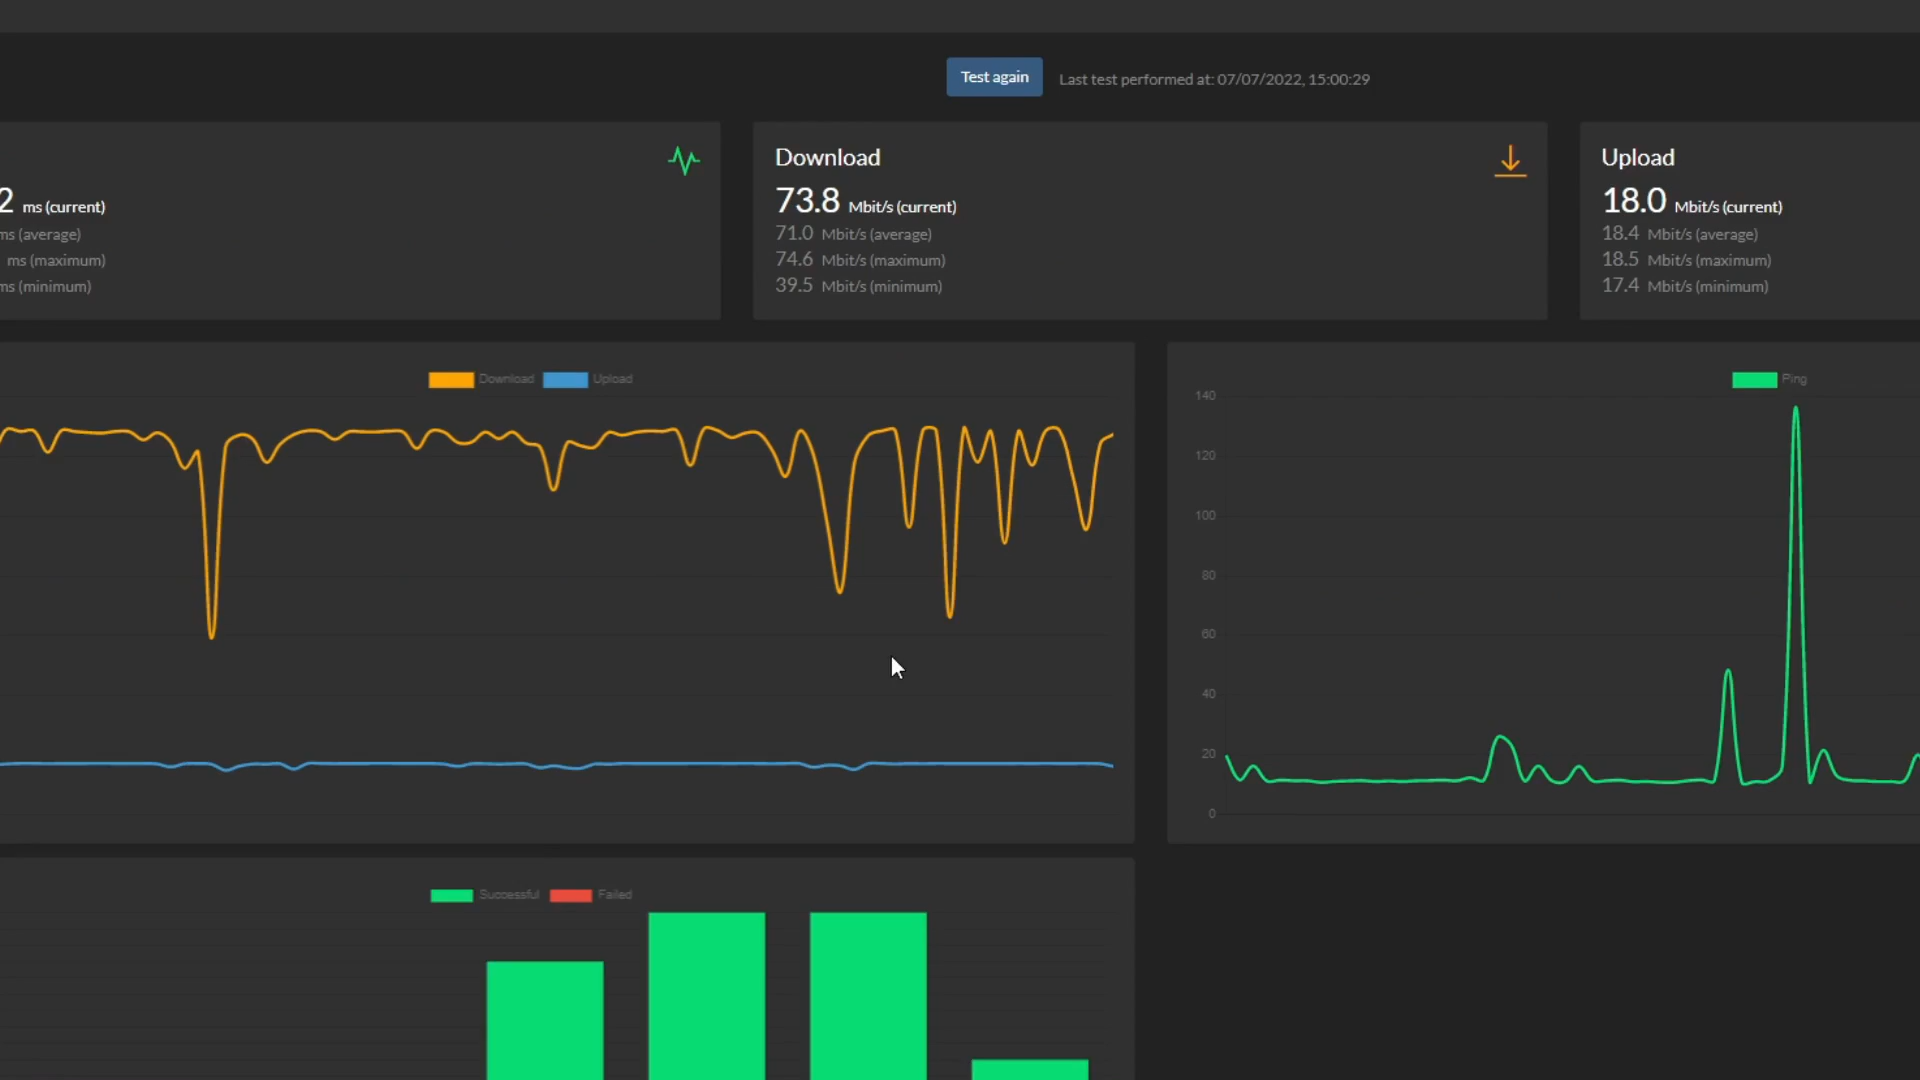 Test again Last test performed at: 07/07/2022, 15:00:29
2 ms (current)
ms (average)
ms (maximum)
ms (minimum)
Download
73.8 Mbit/s (current)
71.0 Mbit/s (average)
74.6 Mbit/s (maximum)
39.5 Mbit/s (minimum)
Upload
18.0 Mbit/s (current)
18.4 Mbit/s (average)
18.5 Mbit/s (maximum)
17.4 Mbit/s (minimum)
Download Upload
Ping
140
120
100
80
60
40
20
0
Successful Failed